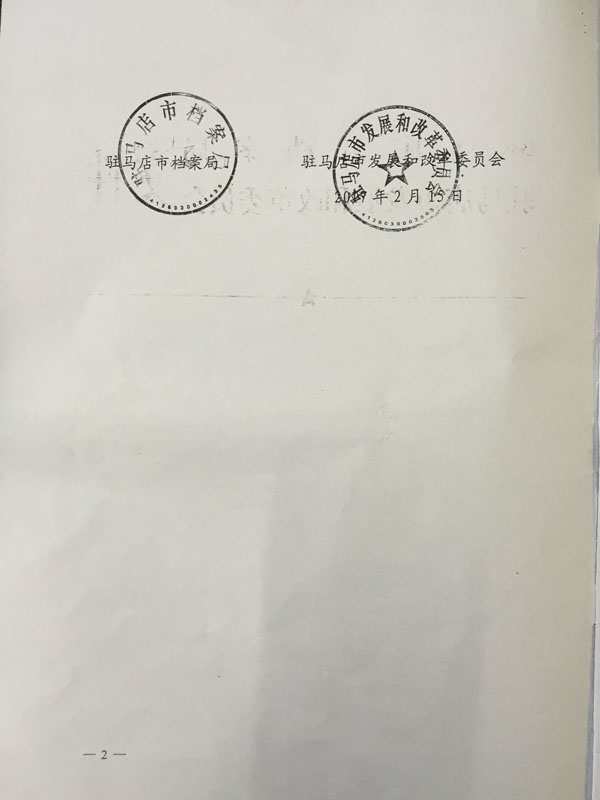 驻马店市档案局
驻马店市发展和改革委员会
年2月15日
驻马店市档案
4128030002435
驻马店市发展和改革委员会
4128030003505
— 2 —